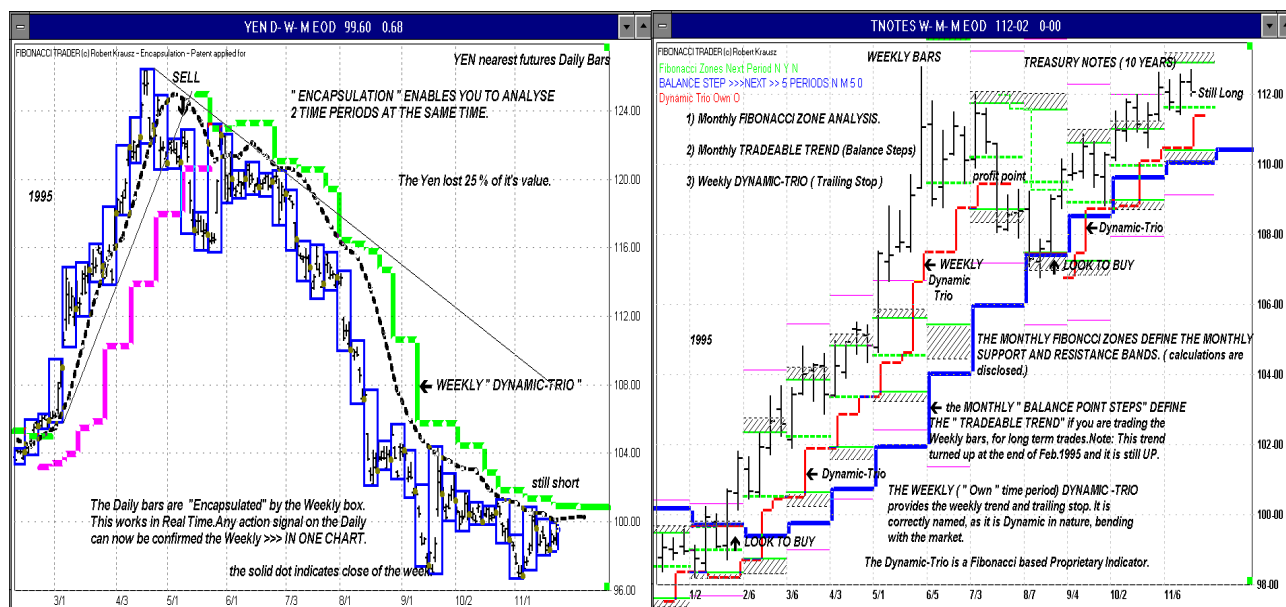 YEN D- W- M EOD 99.60 0.68
FIBONACCI TRADER (c) Robert Krausz - Encapsulation - Patent applied for
YEN nearest futures Daily Bars
SELL
" ENCAPSULATION " ENABLES YOU TO ANALYSE
2 TIME PERIODS AT THE SAME TIME.
The Yen lost 25 % of it's value.
1995
WEEKLY " DYNAMIC-TRIO "
still short
The Daily bars are "Encapsulated" by the Weekly box.
This works in Real Time.Any action signal on the Daily
can now be confirmed the Weekly >>> IN ONE CHART.
the solid dot indicates close of the week.
124.00
120.00
116.00
112.00
108.00
104.00
100.00
96.00
3/1 4/3 5/1 6/5 7/3 8/1 9/1 10/2 11/1
TNOTES W- M- M EOD 112-02 0-00
FIBONACCI TRADER (c) Robert Krausz
Fibonacci Zones Next Period N Y N
BALANCE STEP >>>NEXT >> 5 PERIODS N M 5 0
Dynamic Trio Own O
WEEKLY BARS
TREASURY NOTES ( 10 YEARS)
Still Long
1) Monthly FIBONACCI ZONE ANALYSIS.
2) Monthly TRADEABLE TREND (Balance Steps)
3) Weekly DYNAMIC-TRIO ( Trailing Stop )
profit point
Dynamic-Trio
WEEKLY
Dynamic
Trio
LOOK TO BUY
1995
THE MONTHLY FIBONCCI ZONES DEFINE THE MONTHLY
SUPPORT AND RESISTANCE BANDS. ( calculations are
disclosed.)
the MONTHLY " BALANCE POINT STEPS" DEFINE
THE " TRADEABLE TREND" if you are trading the
Weekly bars, for long term trades.Note: This trend
turned up at the end of Feb.1995 and it is still UP.
Dynamic-Trio
THE WEEKLY ( " Own " time period) DYNAMIC -TRIO
provides the weekly trend and trailing stop. It is
correctly named, as it is Dynamic in nature, bending
with the market.
LOOK TO BUY
The Dynamic-Trio is a Fibonacci based Proprietary Indicator.
112.00
110.00
108.00
106.00
104.00
102.00
100.00
98.00
1/2 2/6 3/6 4/3 5/1 6/5 7/3 8/7 9/4 10/2 11/6